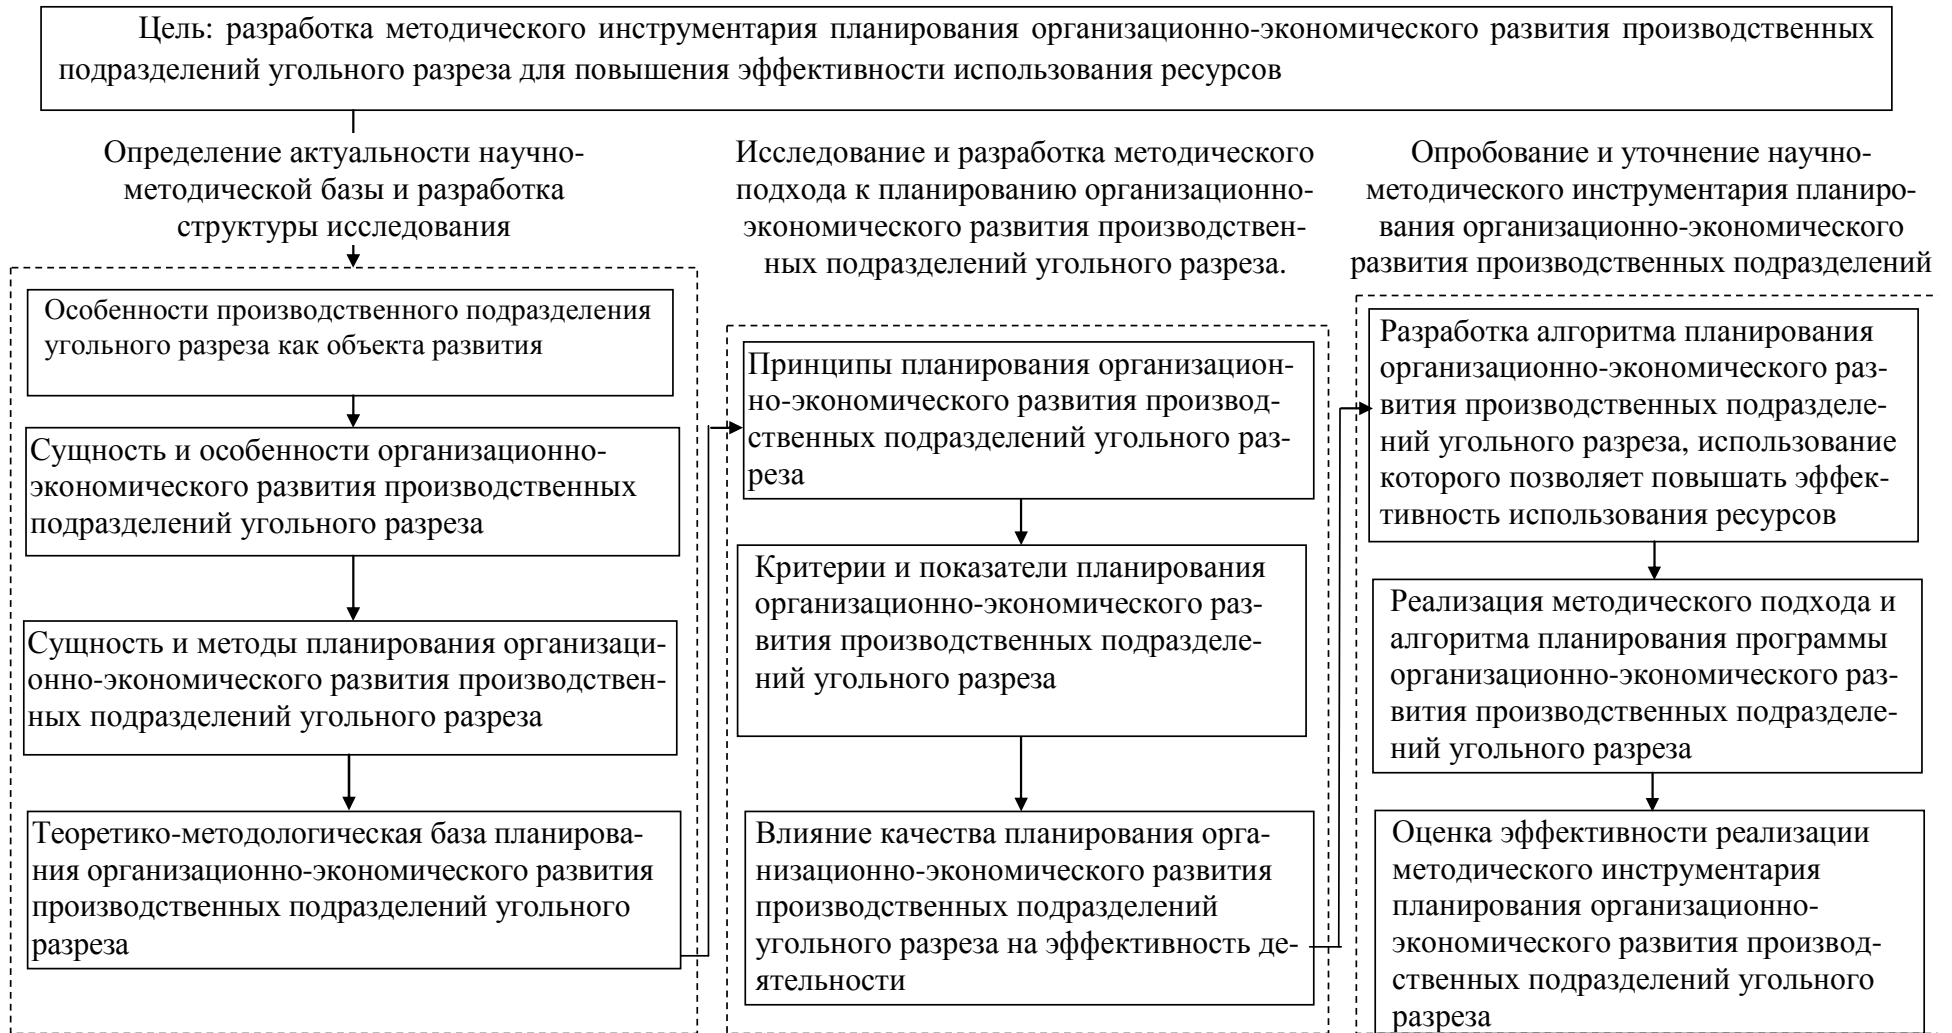 Цель: разработка методического инструментария планирования организационно-экономического развития производственных
подразделений угольного разреза для повышения эффективности использования ресурсов
Определение актуальности научно-
методической базы и разработка
структуры исследования
Особенности производственного подразделения
угольного разреза как объекта развития
Сущность и особенности организационно-
экономического развития производственных
подразделений угольного разреза
Сущность и методы планирования организаци-
онно-экономического развития производствен-
ных подразделений угольного разреза
Теоретико-методологическая база планирова-
ния организационно-экономического развития
производственных подразделений угольного
разреза
Исследование и разработка методического
подхода к планированию организационно-
экономического развития производствен-
ных подразделений угольного разреза.
Принципы планирования организацион-
но-экономического развития производ-
ственных подразделений угольного раз-
реза
Критерии и показатели планирования
организационно-экономического раз-
вития производственных подразделе-
ний угольного разреза
Влияние качества планирования орга-
низационно-экономического развития
производственных подразделений
угольного разреза на эффективность де-
ятельности
Опробование и уточнение научно-
методического инструментария планиро-
вания организационно-экономического
развития производственных подразделений
Разработка алгоритма планирования
организационно-экономического раз-
вития производственных подразделе-
ний угольного разреза, использование
которого позволяет повышать эффек-
тивность использования ресурсов
Реализация методического подхода и
алгоритма планирования программы
организационно-экономического раз-
вития производственных подразделе-
ний угольного разреза
Оценка эффективности реализации
методического инструментария
планирования организационно-
экономического развития производ-
ственных подразделений угольного
разреза